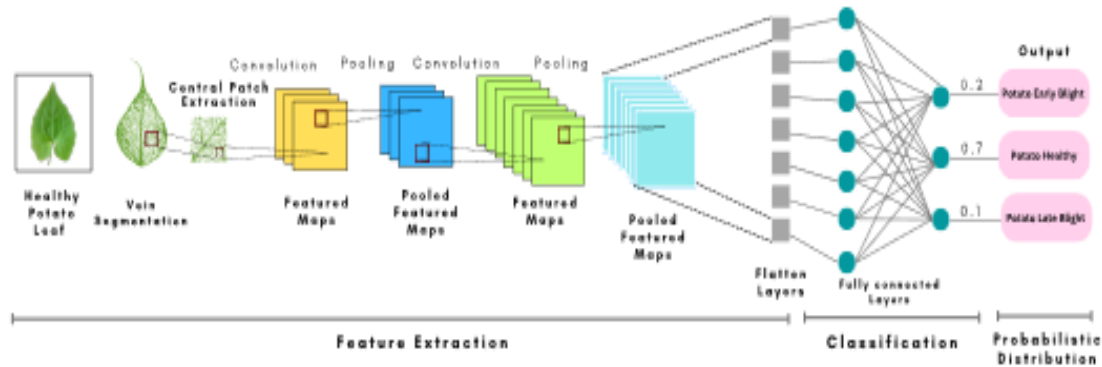 Convolution
Pooling
Convolution
Pooling
Output
Contral Patch
Extraction
0.2
Potato Early Blight
0.7
Potato Healthy
0.1
Potato Late Blight
Healthy
Potato
Leaf
Vein
Segmentation
Featured
Maps
Pooled
Featured
Maps
Featured
Maps
Pooled
Featured
Maps
Flatten
Layers
Fully connected
Layers
Feature Extraction
Classification
Probabilistic
Distribution